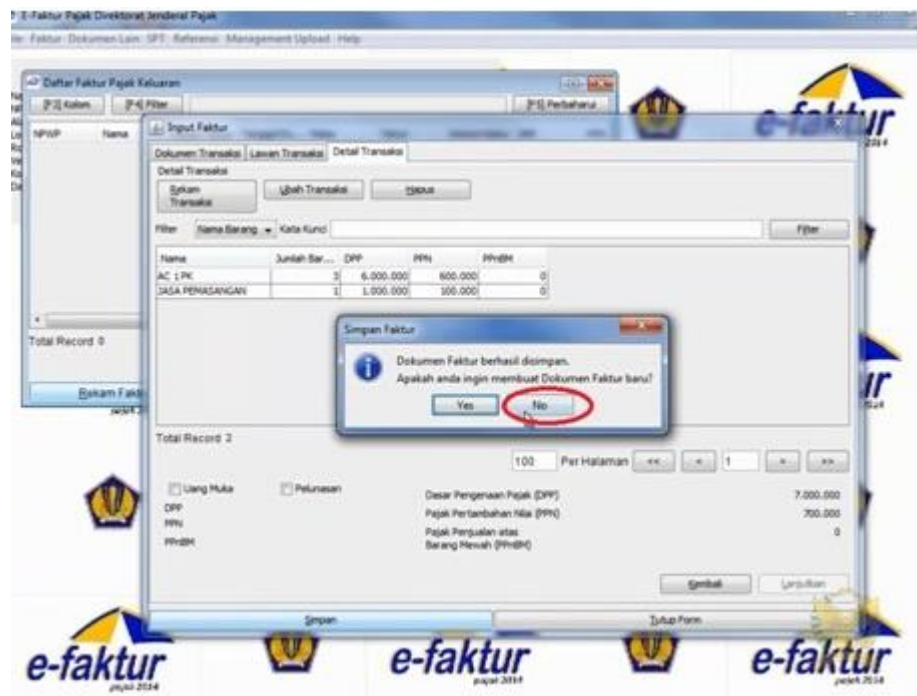 E-Faktur Pajak Direktorat Jenderal Pajak
Faktur Dokumen Lain SPT Referensi Management Upload Help
Daftar Faktur Pajak Keluaran
[F3] Kolom [F4] Filter [F5] Perbaharui
NPWP Nama
Input Faktur
Dokumen Transaksi Lawan Transaksi Detail Transaksi
Detail Transaksi
Rekam Transaksi Ubah Transaksi Hapus
Filter Nama Barang Kata Kunci Filter
Nama Jumlah Bar... DPP PPN PPnBM
AC 1 PK 3 6.000.000 600.000 0
JASA PEMASANGAN 1 1.000.000 100.000 0
Total Record 0
Simpan Faktur
Dokumen Faktur berhasil disimpan.
Apakah anda ingin membuat Dokumen Faktur baru?
Yes No
Total Record 2
100 Per Halaman << < 1 > >>
Uang Muka Pelunasan
DPP
PPN
PPnBM
Dasar Pengenaan Pajak (DPP) 7.000.000
Pajak Pertambahan Nilai (PPN) 700.000
Pajak Penjualan atas Barang Mewah (PPnBM) 0
Kembali Lanjutkan
Simpan Tutup Form
e-faktur
pajak 2014
e-faktur
pajak 2014
e-faktur
pajak 2014
e-faktur